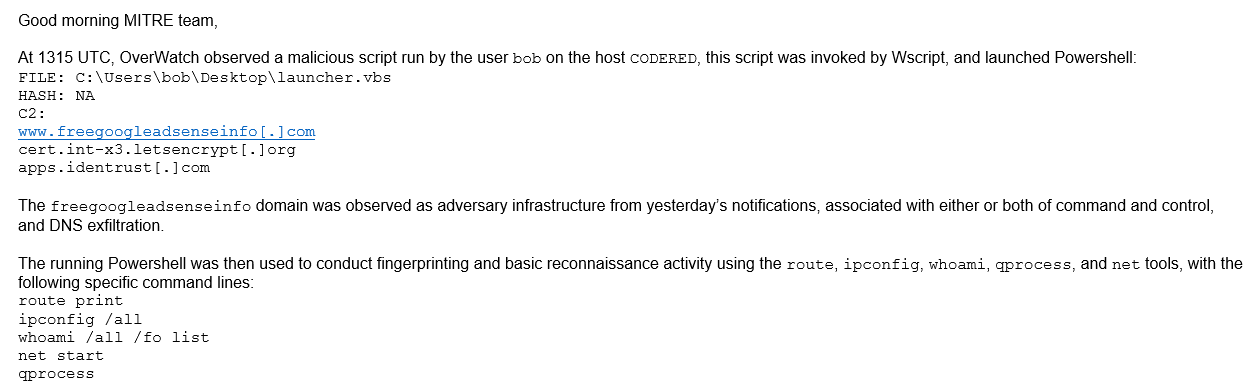 Good morning MITRE team,
At 1315 UTC, OverWatch observed a malicious script run by the user bob on the host CODERED, this script was invoked by Wscript, and launched Powershell:
FILE: C:\Users\bob\Desktop\launcher.vbs
HASH: NA
C2:
www.freegoogleadsenseinfo[.]com
cert.int-x3.letsencrypt[.]org
apps.identrust[.]com
The freegoogleadsenseinfo domain was observed as adversary infrastructure from yesterday's notifications, associated with either or both of command and control,
and DNS exfiltration.
The running Powershell was then used to conduct fingerprinting and basic reconnaissance activity using the route, ipconfig, whoami, qprocess, and net tools, with the
following specific command lines:
route print
ipconfig /all
whoami /all /fo list
net start
qprocess